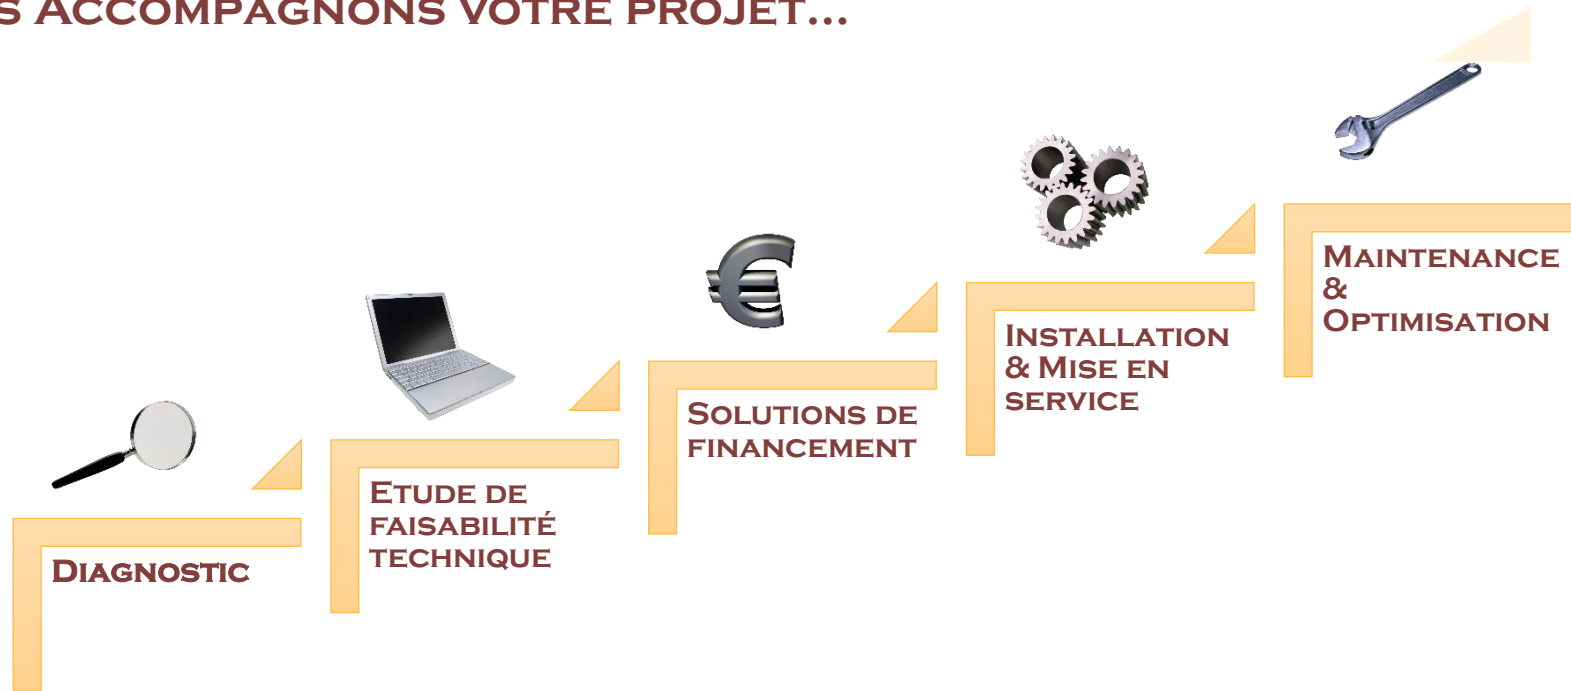 S ACCOMPAGNONS VOTRE PROJET...
DIAGNOSTIC
ETUDE DE
FAISABILITÉ
TECHNIQUE
SOLUTIONS DE
FINANCEMENT
INSTALLATION
& MISE EN
SERVICE
MAINTENANCE
&
OPTIMISATION